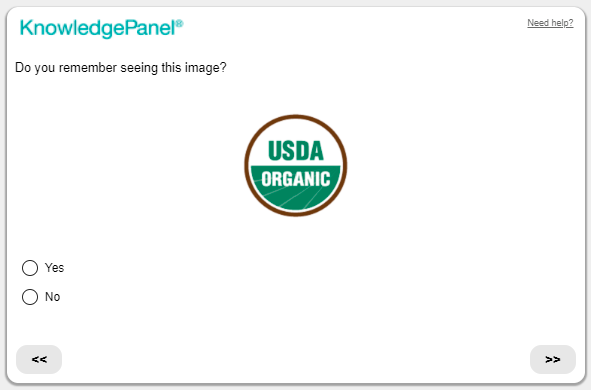 KnowledgePanel®
Need help?
Do you remember seeing this image?
USDA
ORGANIC
Yes
No
<<
>>